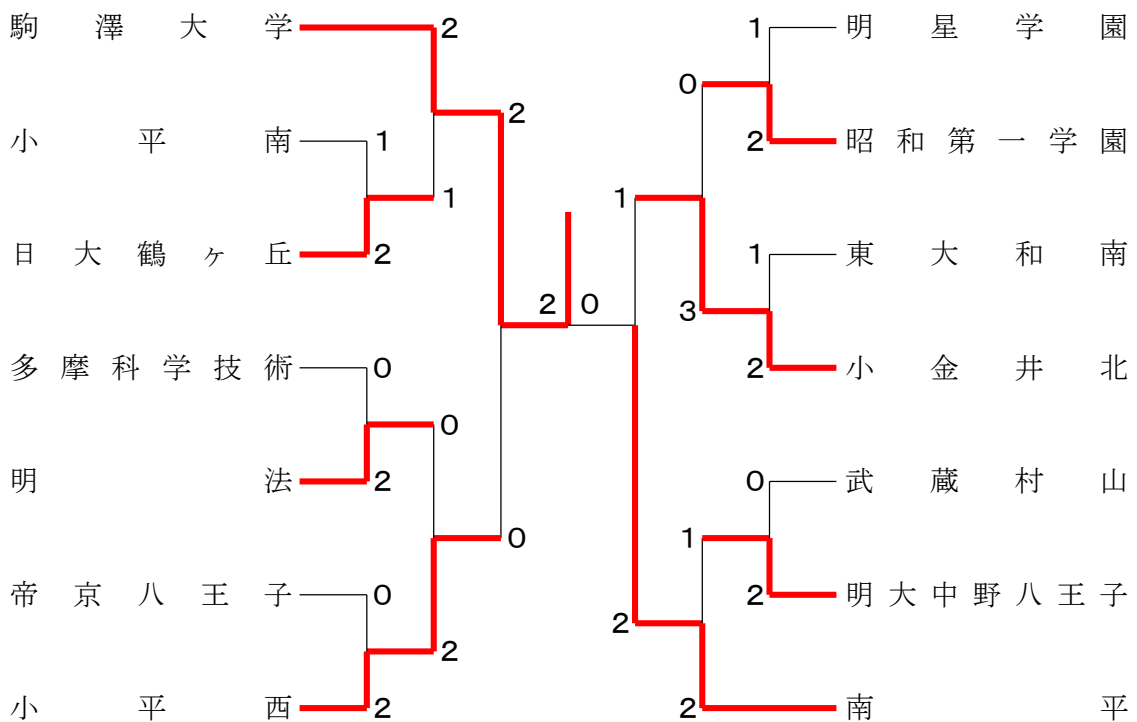 駒澤大学 2 1 明星学園
0
2
小平南 1 2 昭和第一学園
1 1
日大鶴ヶ丘 2 1 東大和南
2 0 3
多摩科学技術 0 2 小金井北
0
明法 2 0 武蔵村山
0 1
帝京八王子 0 2 明大中野八王子
2
2
小平西 2 2 南平